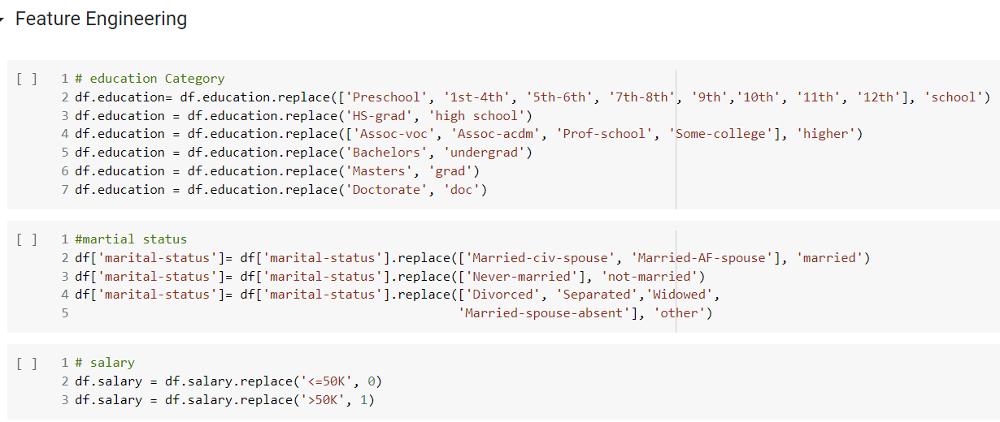 Feature Engineering
[ ] 1 # education Category
2 df.education= df.education.replace(['Preschool', '1st-4th', '5th-6th', '7th-8th', '9th','10th', '11th', '12th'], 'school')
3 df.education = df.education.replace('HS-grad', 'high school')
4 df.education = df.education.replace(['Assoc-voc', 'Assoc-acdm', 'Prof-school', 'Some-college'], 'higher')
5 df.education = df.education.replace('Bachelors', 'undergrad')
6 df.education = df.education.replace('Masters', 'grad')
7 df.education = df.education.replace('Doctorate', 'doc')
[ ] 1 #martial status
2 df['marital-status']= df['marital-status'].replace(['Married-civ-spouse', 'Married-AF-spouse'], 'married')
3 df['marital-status']= df['marital-status'].replace(['Never-married'], 'not-married')
4 df['marital-status']= df['marital-status'].replace(['Divorced', 'Separated','Widowed',
5 'Married-spouse-absent'], 'other')
[ ] 1 # salary
2 df.salary = df.salary.replace('<=50K', 0)
3 df.salary = df.salary.replace('>50K', 1)